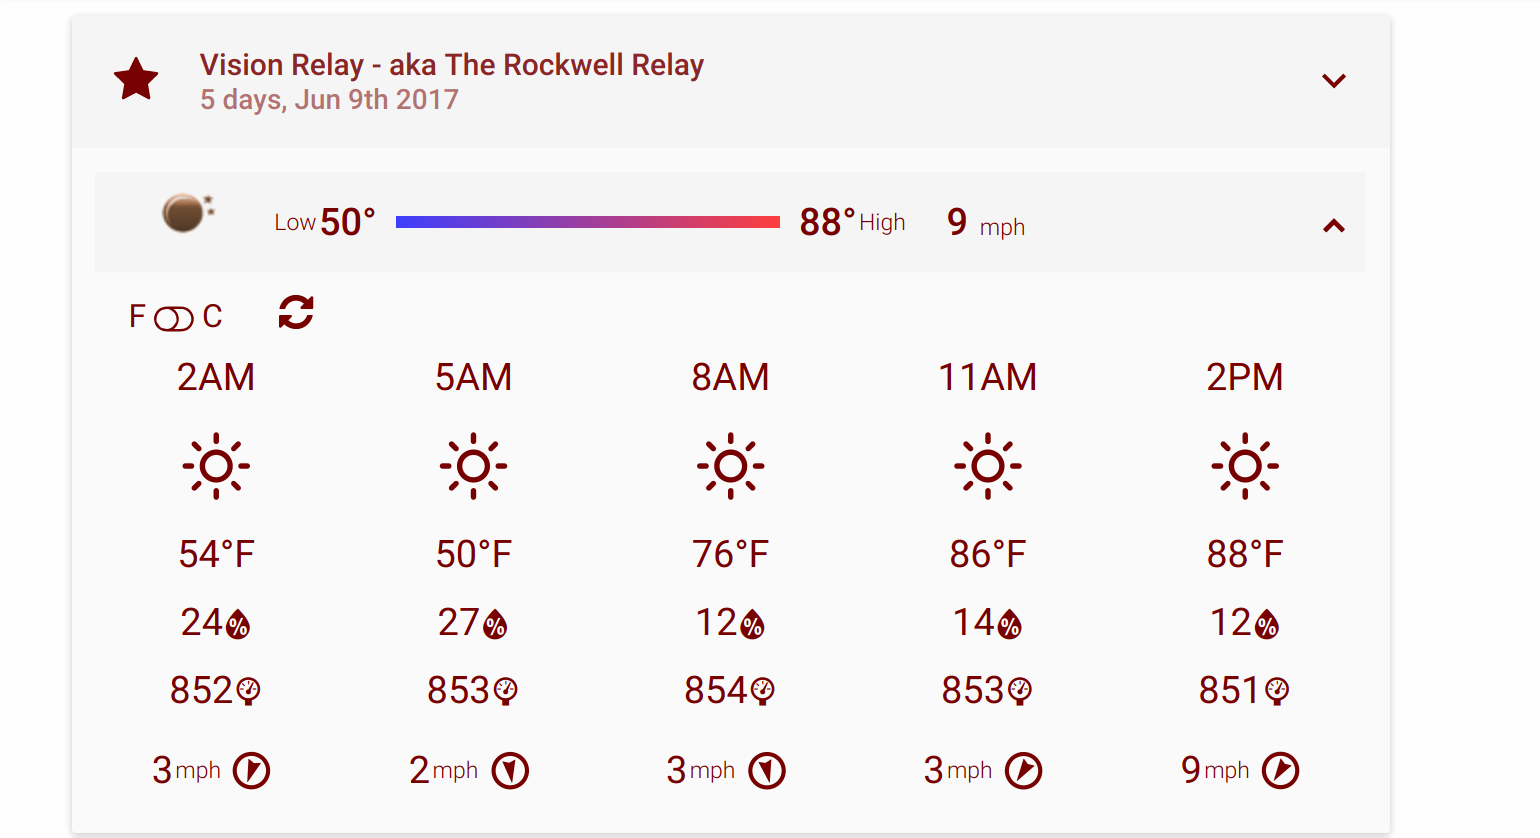 Vision Relay - aka The Rockwell Relay
5 days, Jun 9th 2017
Low 50° 88° High 9 mph
F C
2AM 5AM 8AM 11AM 2PM
54°F 50°F 76°F 86°F 88°F
24% 27% 12% 14% 12%
852 853 854 853 851
3 mph 2 mph 3 mph 3 mph 9 mph